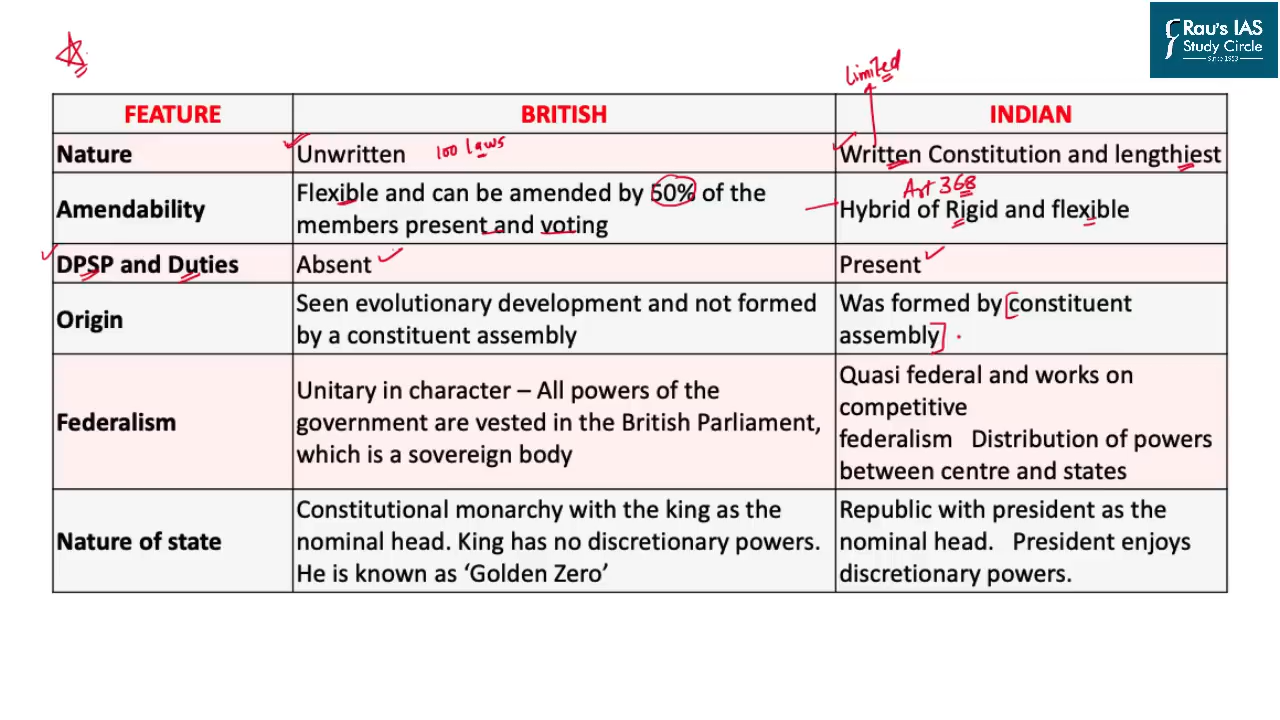 Rau's IAS
Study Circle
Since 1953
limited
FEATURE BRITISH INDIAN
Nature Unwritten 100 laws Written Constitution and lengthiest
Art 368
Amendability Flexible and can be amended by 50% of the
members present and voting
Hybrid of Rigid and flexible
DPSP and Duties Absent Present
Origin Seen evolutionary development and not formed
by a constituent assembly
Was formed by [constituent
assembly]
Federalism Unitary in character – All powers of the
government are vested in the British Parliament,
which is a sovereign body
Quasi federal and works on
competitive
federalism Distribution of powers
between centre and states
Nature of state Constitutional monarchy with the king as the
nominal head. King has no discretionary powers.
He is known as ‘Golden Zero’
Republic with president as the
nominal head. President enjoys
discretionary powers.